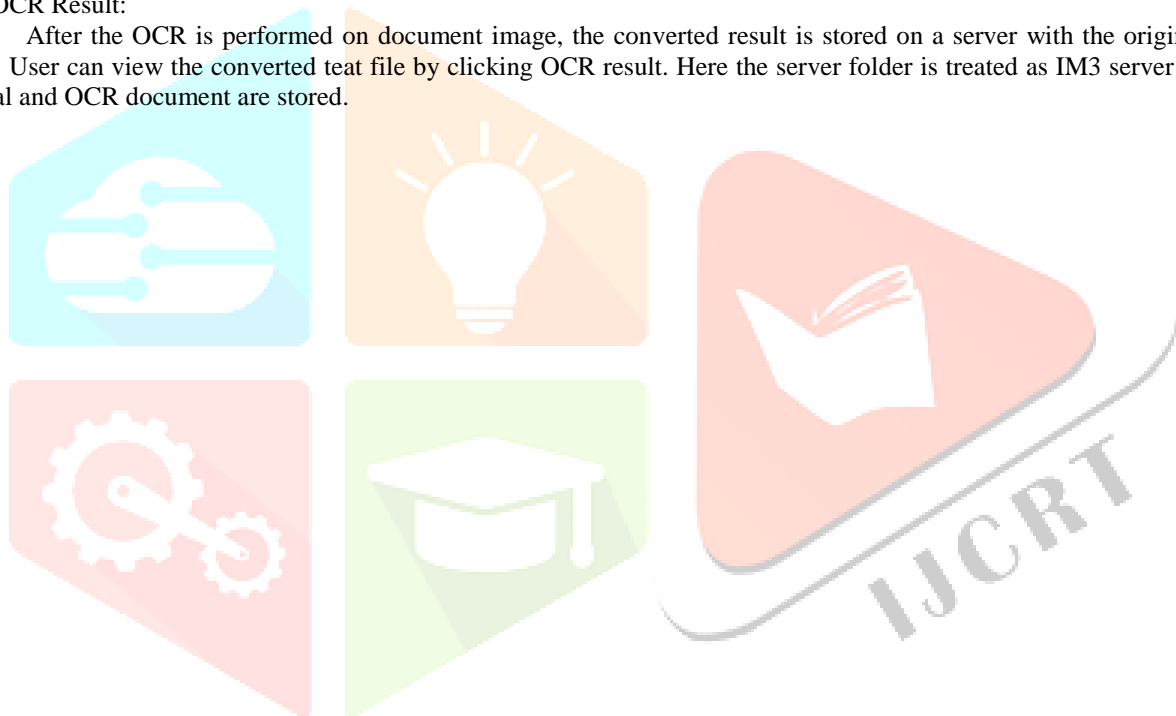 OCR Result:
After the OCR is performed on document image, the converted result is stored on a server with the origi
User can view the converted teat file by clicking OCR result. Here the server folder is treated as IM3 server
al and OCR document are stored.
IJCRT